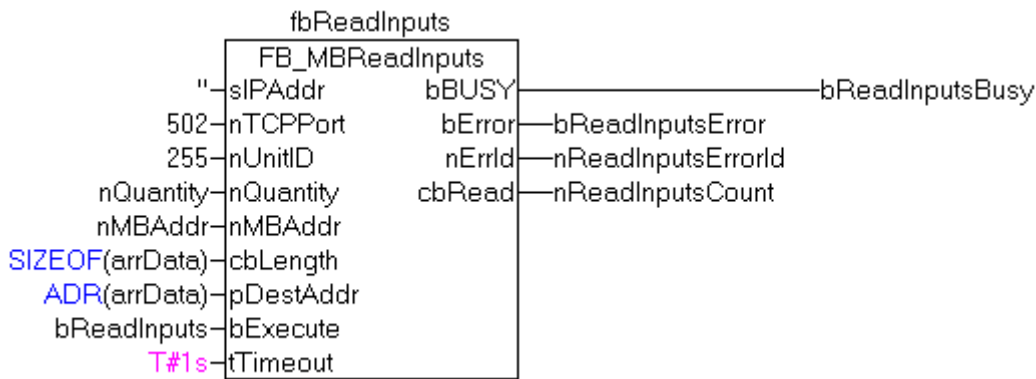 fbReadInputs
FB_MBReadInputs
''-sIPAddr bBUSY bReadInputsBusy
502-nTCPPort bError bReadInputsError
255-nUnitID nErrId nReadInputsErrorId
nQuantity-nQuantity cbRead nReadInputsCount
nMBAddr-nMBAddr
SIZEOF(arrData)-cbLength
ADR(arrData)-pDestAddr
bReadInputs-bExecute
T#1s-tTimeout